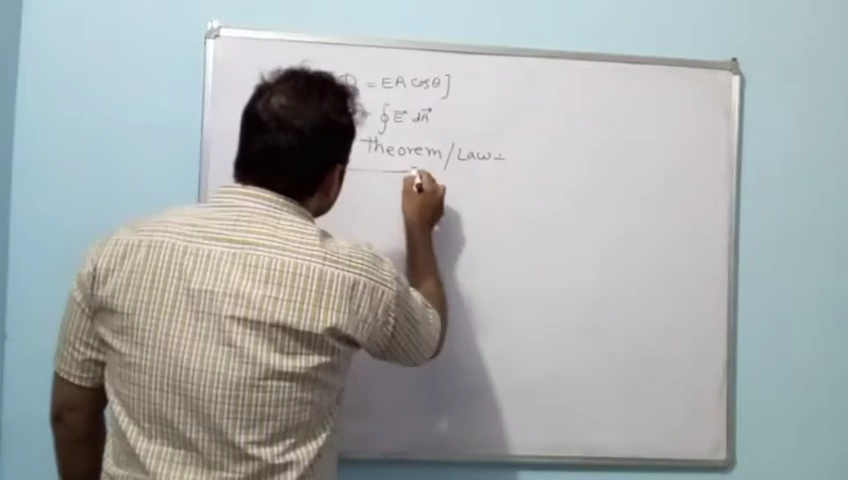 Φ = EA cosθ]
∮ E⃗ dA⃗
theorem/Law:-